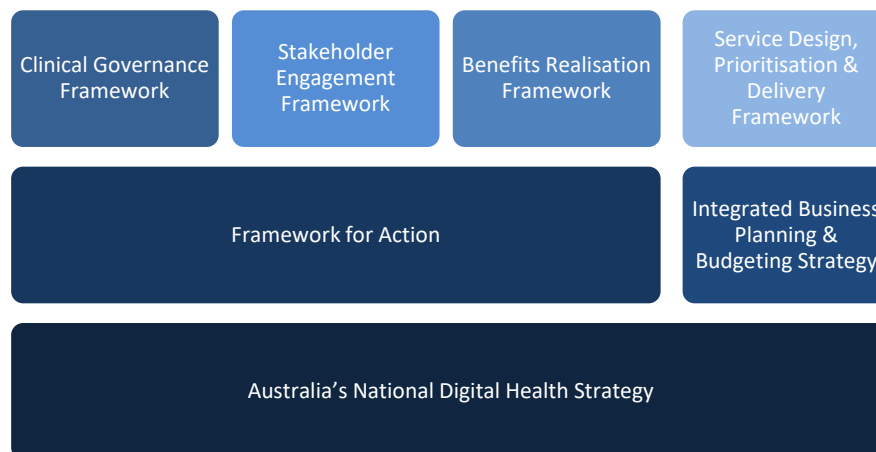 Clinical Governance
Framework
Stakeholder
Engagement
Framework
Benefits Realisation
Framework
Service Design,
Prioritisation &
Delivery
Framework
Framework for Action
Integrated Business
Planning &
Budgeting Strategy
Australia’s National Digital Health Strategy